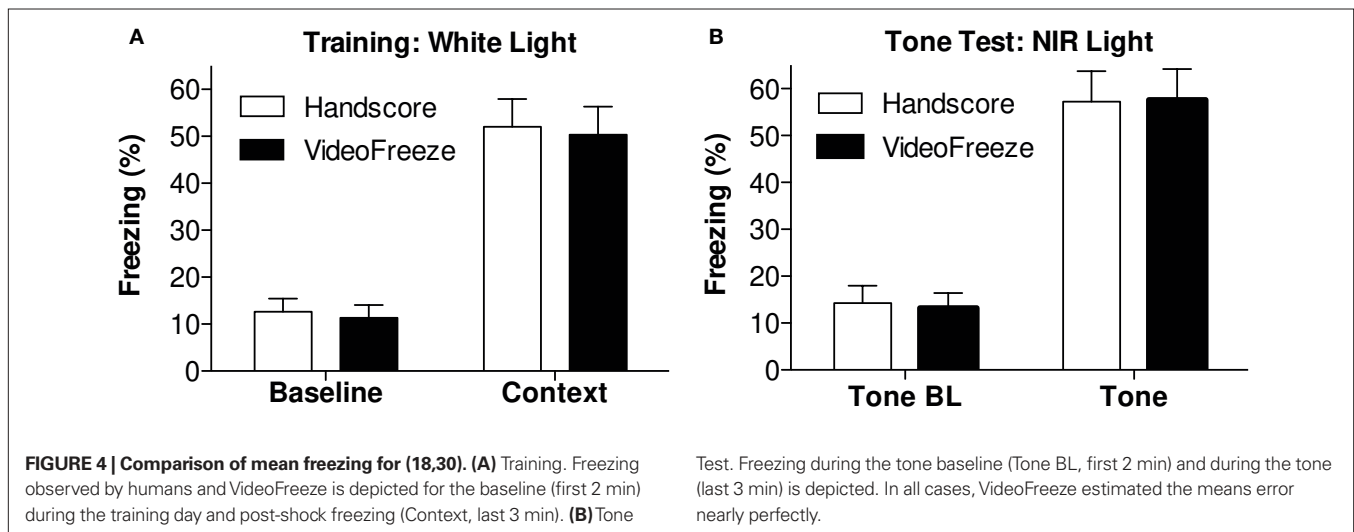 A
Training: White Light
Freezing (%)
60
50
40
30
20
10
0
Handscore
VideoFreeze
Baseline
Context
B
Tone Test: NIR Light
Freezing (%)
60
50
40
30
20
10
0
Handscore
VideoFreeze
Tone BL
Tone
FIGURE 4 | Comparison of mean freezing for (18,30). (A) Training. Freezing
observed by humans and VideoFreeze is depicted for the baseline (first 2 min)
during the training day and post-shock freezing (Context, last 3 min). (B) Tone
Test. Freezing during the tone baseline (Tone BL, first 2 min) and during the tone
(last 3 min) is depicted. In all cases, VideoFreeze estimated the means error
nearly perfectly.